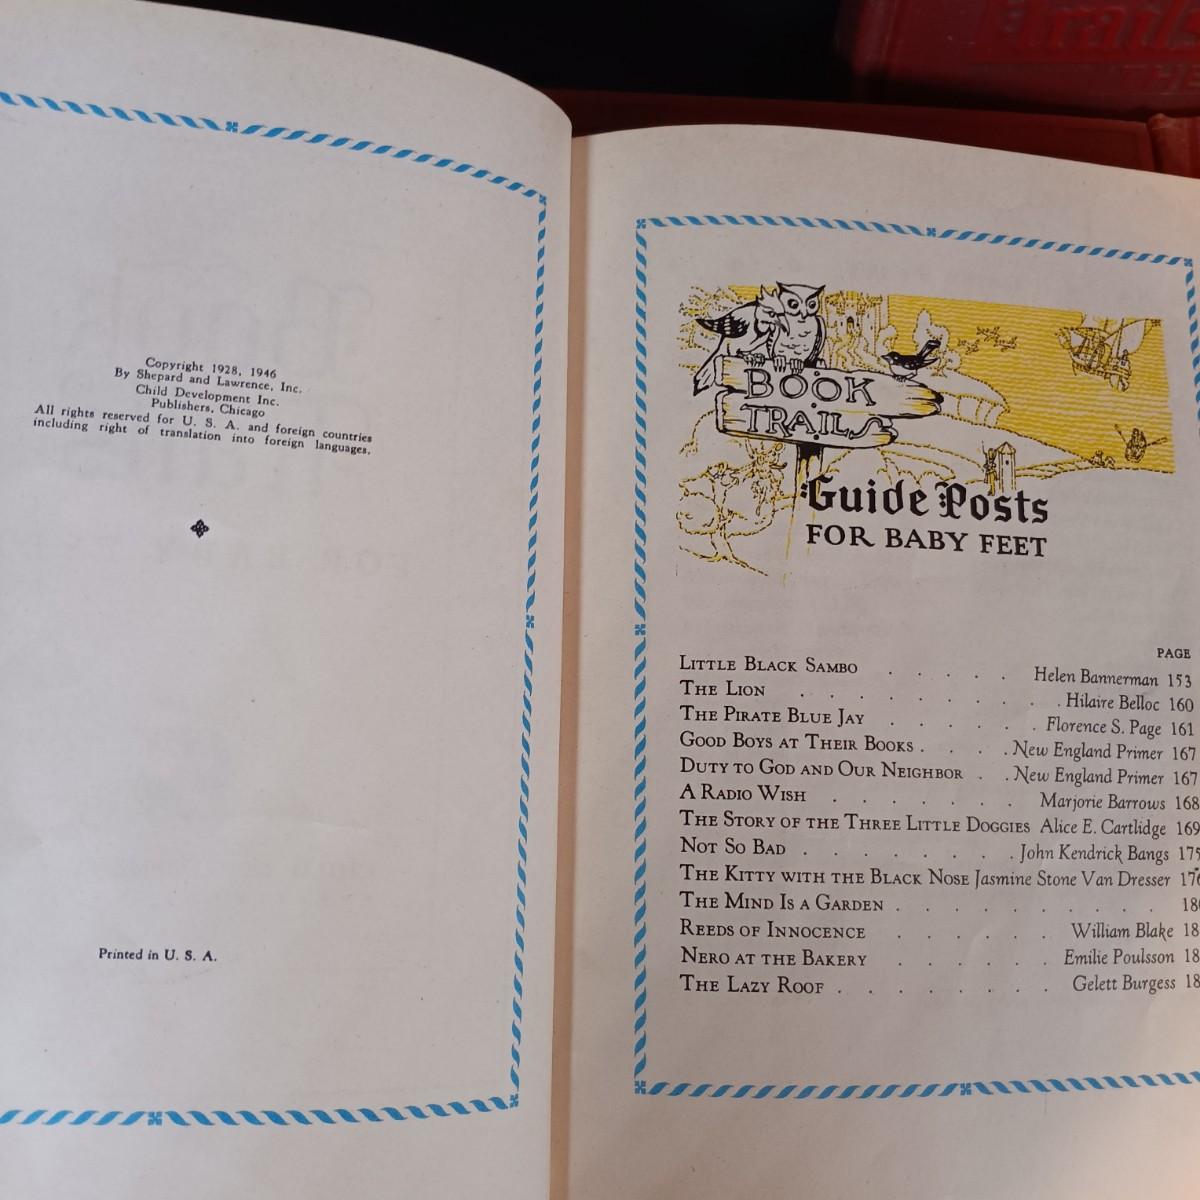 Copyright 1928, 1946
By Shepard and Lawrence, Inc.
Child Development Inc.
Publishers, Chicago
All rights reserved for U. S. A. and foreign countries
including right of translation into foreign languages.
Printed in U. S. A.
BOOK
TRAILS
Guide Posts
FOR BABY FEET
PAGE
LITTLE BLACK SAMBO . . . . . Helen Bannerman 153
THE LION . . . . . . . . Hilaire Belloc 160
THE PIRATE BLUE JAY . . . . . . Florence S. Page 161
GOOD BOYS AT THEIR BOOKS . . . . New England Primer 167
DUTY TO GOD AND OUR NEIGHBOR . . New England Primer 167
A RADIO WISH . . . . . . . Marjorie Barrows 168
THE STORY OF THE THREE LITTLE DOGGIES Alice E. Cartlidge 169
NOT SO BAD . . . . . . . . John Kendrick Bangs 175
THE KITTY WITH THE BLACK NOSE Jasmine Stone Van Dresser 176
THE MIND IS A GARDEN . . . . . . . . . . 18
REEDS OF INNOCENCE . . . . . . William Blake 18
NERO AT THE BAKERY . . . . . . Emilie Poulsson 18
THE LAZY ROOF . . . . . . . . Gelett Burgess 18